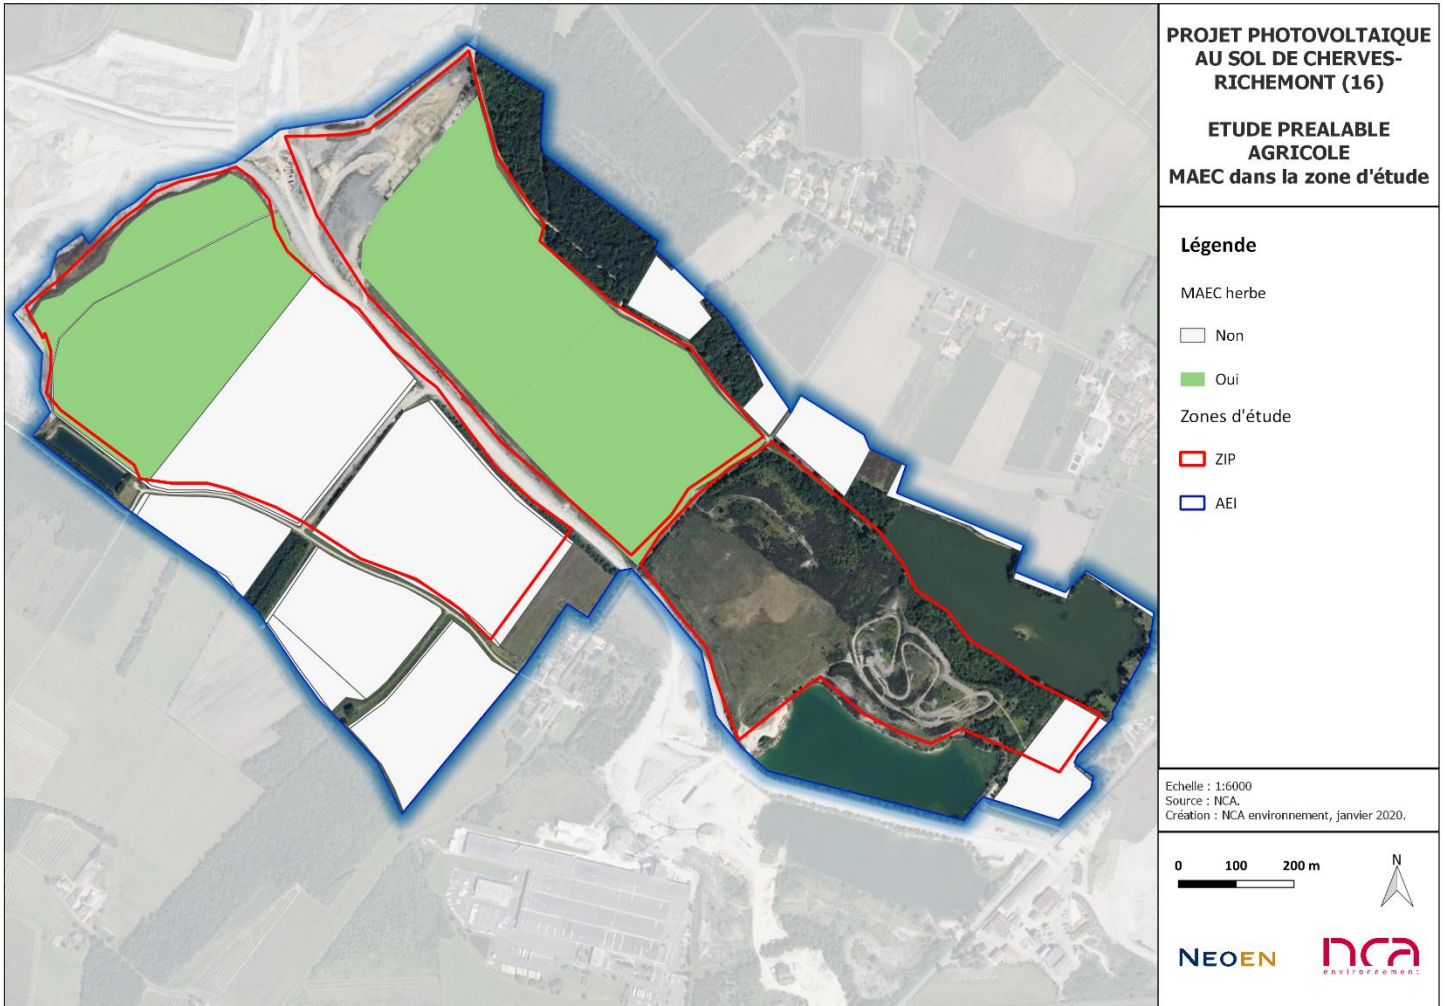 PROJET PHOTOVOLTAIQUE
AU SOL DE CHERVES-
RICHEMONT (16)
ETUDE PREALABLE
AGRICOLE
MAEC dans la zone d'étude
Légende
MAEC herbe
Non
Oui
Zones d'étude
ZIP
AEI
Echelle : 1:6000
Source : NCA.
Création : NCA environnement, janvier 2020.
0 100 200 m
N
NEOEN
nca
environnement